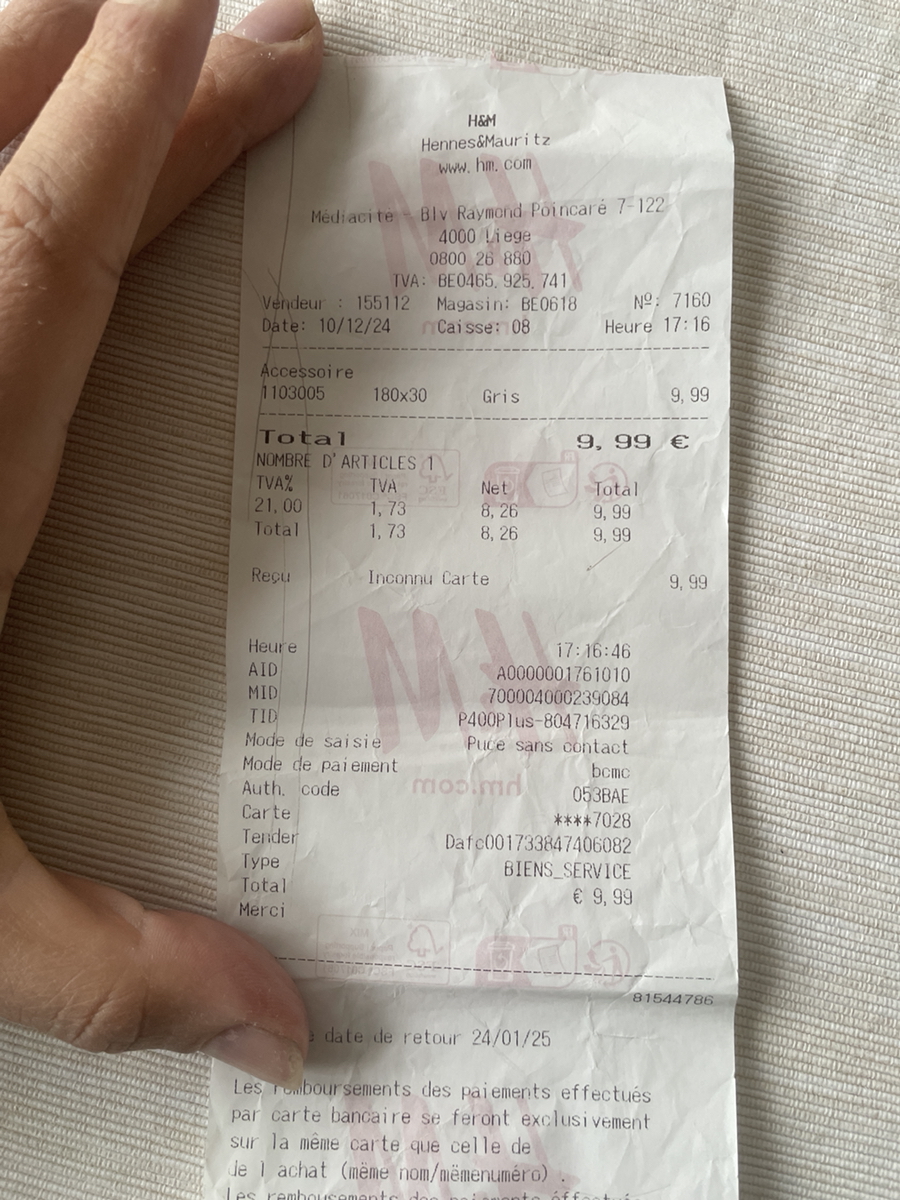 H&M
Hennes&Mauritz
www.hm.com
Médiacité - Blv Raymond Poincaré 7-122
4000 Liege
0800 26 880
TVA: BE0465.925.741
Vendeur : 155112 Magasin: BE0618 Nº: 7160
Date: 10/12/24 Caisse: 08 Heure 17:16
Accessoire
1103005 180x30 Gris 9,99
Total 9,99 €
NOMBRE D'ARTICLES 1
TVA% TVA Net Total
21,00 1,73 8,26 9,99
Total 1,73 8,26 9,99
Reçu Inconnu Carte 9,99
Heure 17:16:46
AID A0000001761010
MID 700004000239084
TID P400Plus-804716329
Mode de saisie Puce sans contact
Mode de paiement bcmc
Auth. code 053BAE
Carte ****7028
Tender Dafc001733847406082
Type BIENS_SERVICE
Total € 9,99
Merci
81544786
date de retour 24/01/25
Les remboursements des paiements effectués
par carte bancaire se feront exclusivement
sur la même carte que celle de
de l achat (mëme nom/mëmenuméro) .
Les remboursements des paiements éffectués